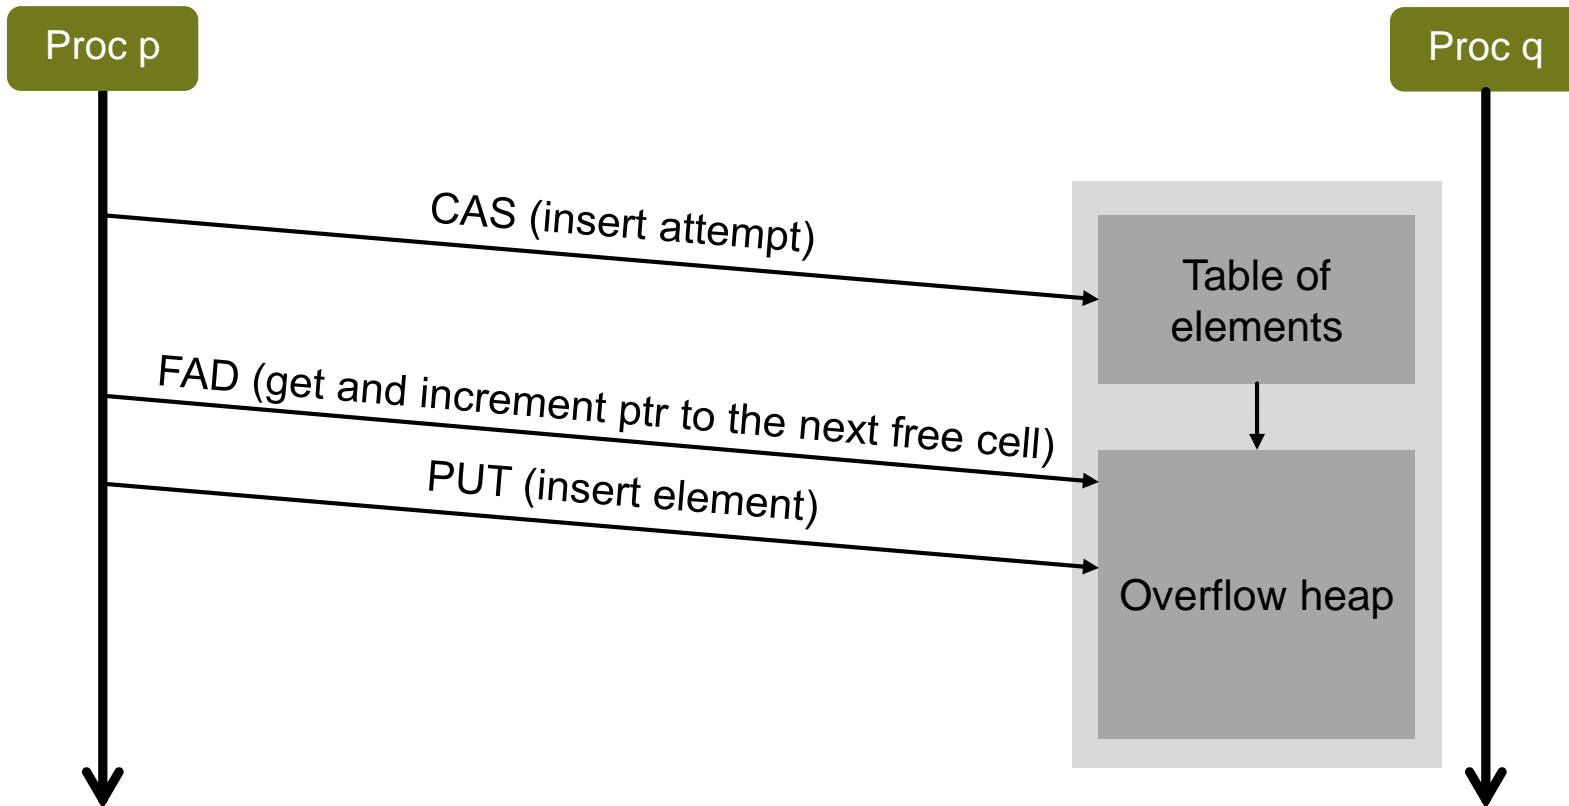 Proc p
Proc q
CAS (insert attempt)
Table of
elements
FAD (get and increment ptr to the next free cell)
PUT (insert element)
Overflow heap